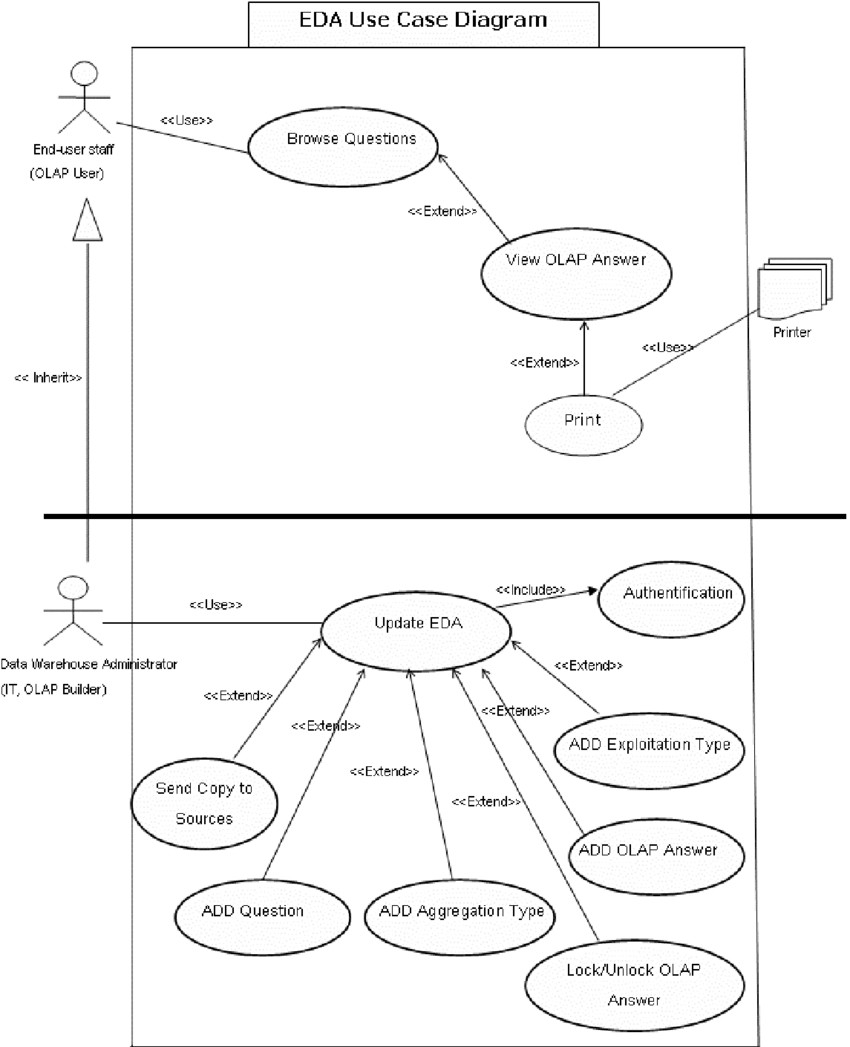 EDA Use Case Diagram
<<Use>>
Browse Questions
End-user staff
(OLAP User)
<<Extend>>
View OLAP Answer
Printer
<<Use>>
<<Extend>>
<< Inherit>>
Print
<<Include>>
Authentification
<<Use>>
Update EDA
Data Warehouse Administrator
(IT, OLAP Builder)
<<Extend>>
<<Extend>>
<<Extend>>
<<Extend>>
ADD Exploitation Type
<<Extend>>
<<Extend>>
Send Copy to
Sources
ADD OLAP Answer
ADD Question
ADD Aggregation Type
Lock/Unlock OLAP
Answer